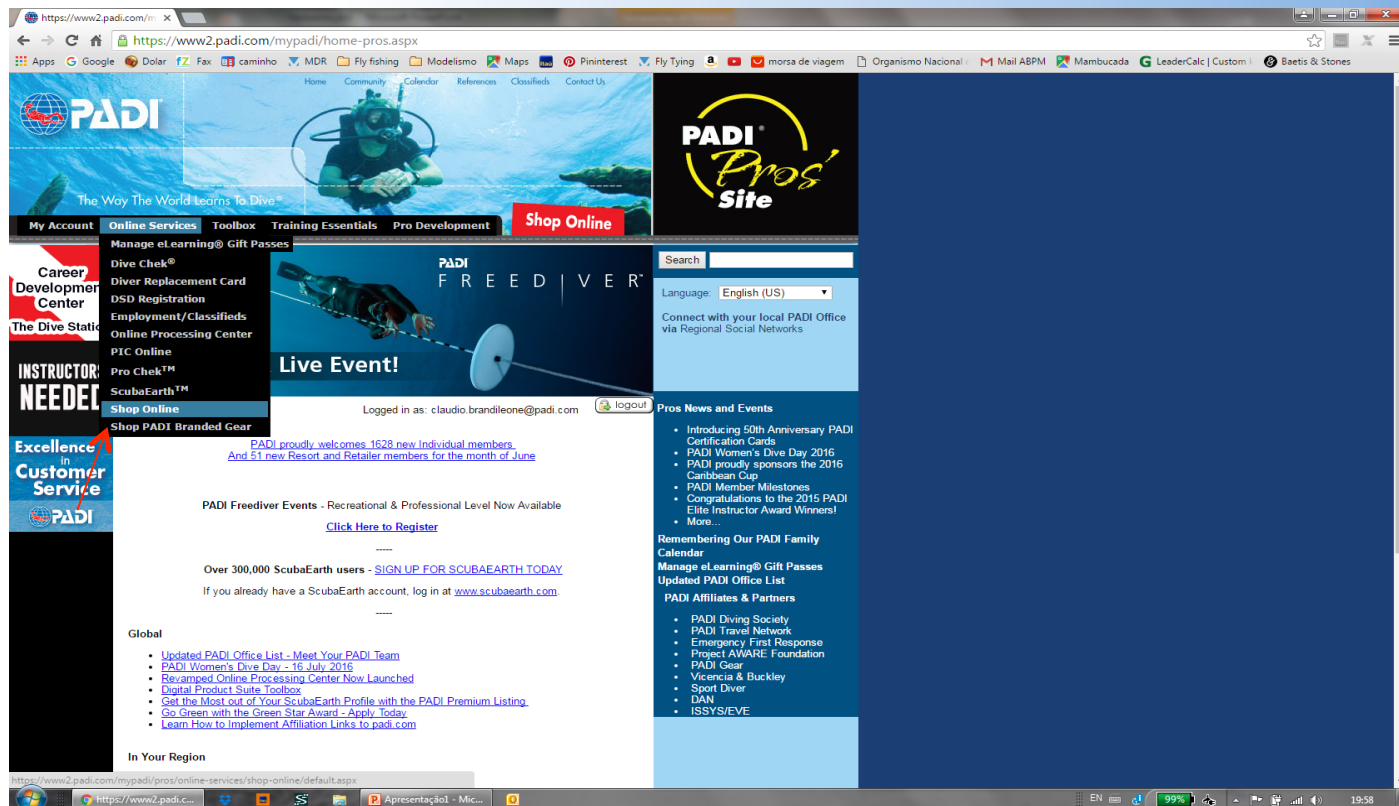 https://www2.padi.com/m
https://www2.padi.com/mypadi/home-pros.aspx
Apps Google Dolar Fax caminho MDR Fly fishing Modelismo Maps Pininterest Fly Tying morsa de viagem Organismo Nacional Mail ABPM Mambucada LeaderCalc | Custom Baetis & Stones
Home Community Calendar References Classifieds Contact Us
PADI
The Way The World Learns To Dive®
PADI®
Pros'
Site
My Account Online Services Toolbox Training Essentials Pro Development Shop Online
Manage eLearning® Gift Passes
Dive Chek®
Diver Replacement Card
DSD Registration
Employment/Classifieds
Online Processing Center
PIC Online
Pro Chek™
ScubaEarth™
Shop Online
Shop PADI Branded Gear
Career
Developmen
Center
The Dive Static
INSTRUCTOR
NEEDED
Excellence
in
Customer
Service
PADI
PADI
FREEDIVER™
Live Event!
Logged in as: claudio.brandileone@padi.com logout
PADI proudly welcomes 1628 new Individual members
And 51 new Resort and Retailer members for the month of June
PADI Freediver Events - Recreational & Professional Level Now Available
Click Here to Register
-----
Over 300,000 ScubaEarth users - SIGN UP FOR SCUBAEARTH TODAY
If you already have a ScubaEarth account, log in at www.scubaearth.com.
-----
Global
• Updated PADI Office List - Meet Your PADI Team
• PADI Women's Dive Day - 16 July 2016
• Revamped Online Processing Center Now Launched
• Digital Product Suite Toolbox
• Get the Most out of Your ScubaEarth Profile with the PADI Premium Listing
• Go Green with the Green Star Award - Apply Today
• Learn How to Implement Affiliation Links to padi.com
In Your Region
Search
Language: English (US)
Connect with your local PADI Office
via Regional Social Networks
Pros News and Events
• Introducing 50th Anniversary PADI
Certification Cards
• PADI Women's Dive Day 2016
• PADI proudly sponsors the 2016
Caribbean Cup
• PADI Member Milestones
• Congratulations to the 2015 PADI
Elite Instructor Award Winners!
• More...
Remembering Our PADI Family
Calendar
Manage eLearning® Gift Passes
Updated PADI Office List
PADI Affiliates & Partners
• PADI Diving Society
• PADI Travel Network
• Emergency First Response
• Project AWARE Foundation
• PADI Gear
• Vicencia & Buckley
• Sport Diver
• DAN
• ISSYS/EVE
https://www2.padi.com/mypadi/pros/online-services/shop-online/default.aspx
https://www2.padi.c... Apresentação1 - Mic... EN 99% 19:58